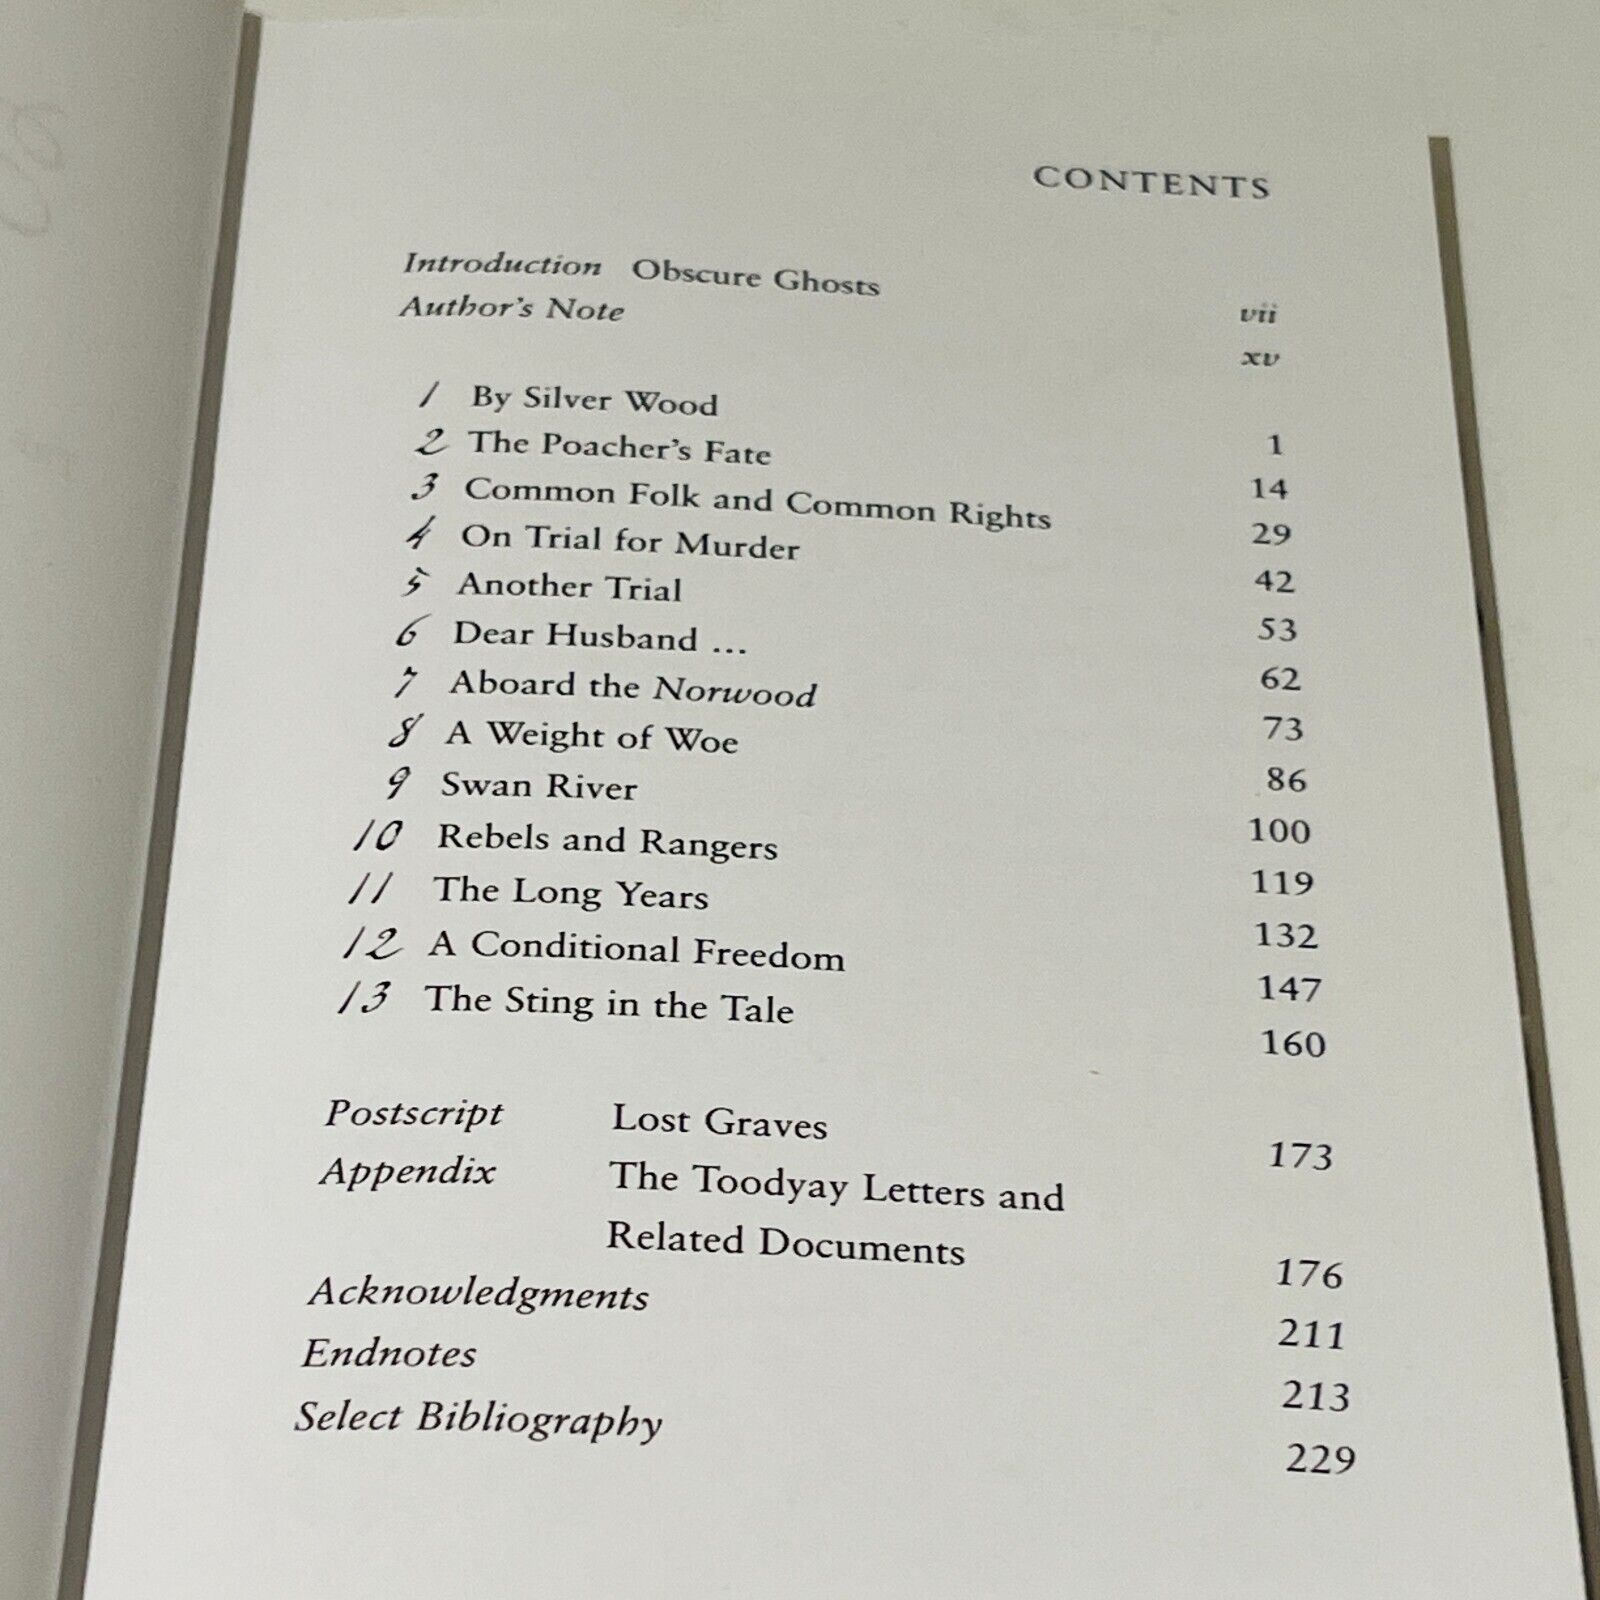 CONTENTS
Introduction Obscure Ghosts vii
Author's Note xv
1 By Silver Wood 1
2 The Poacher's Fate 14
3 Common Folk and Common Rights 29
4 On Trial for Murder 42
5 Another Trial 53
6 Dear Husband ... 62
7 Aboard the Norwood 73
8 A Weight of Woe 86
9 Swan River 100
10 Rebels and Rangers 119
11 The Long Years 132
12 A Conditional Freedom 147
13 The Sting in the Tale 160
Postscript Lost Graves 173
Appendix The Toodyay Letters and
Related Documents 176
Acknowledgments 211
Endnotes 213
Select Bibliography 229